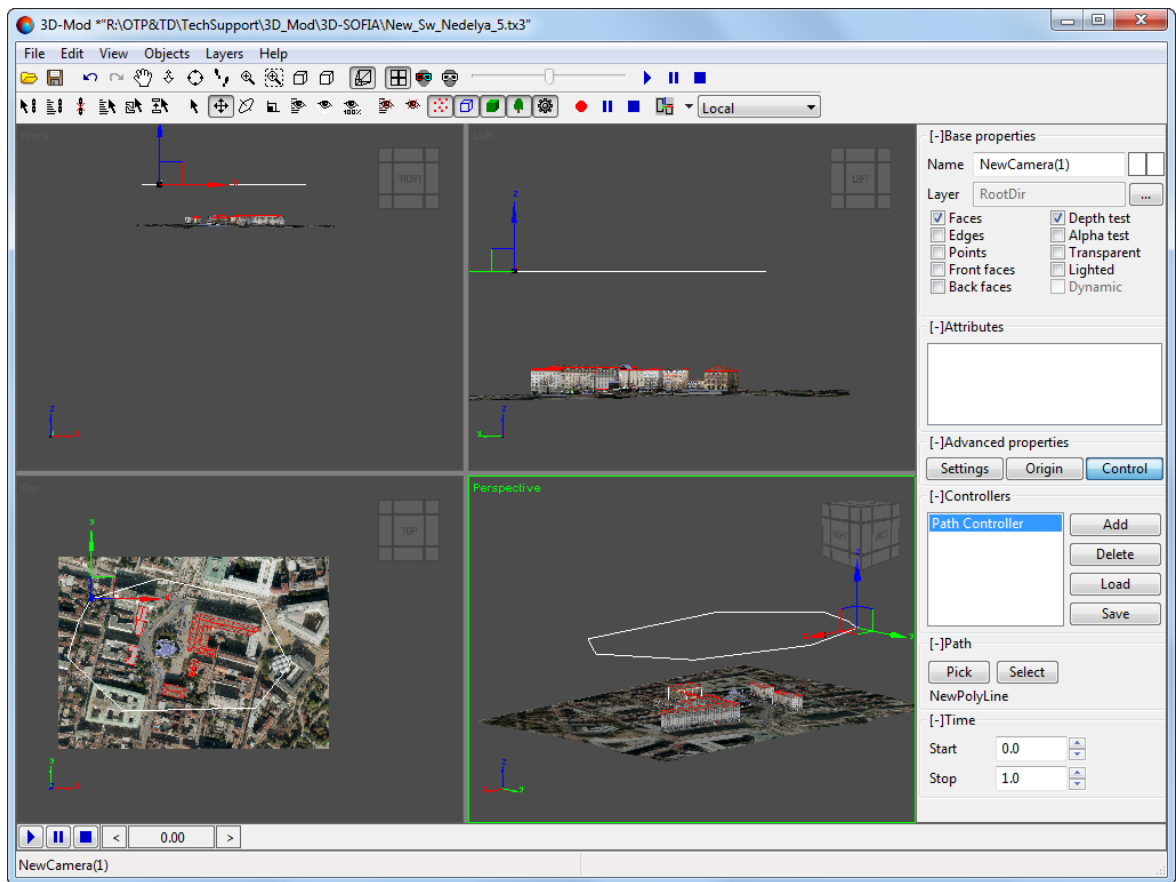 3D-Mod *"R:\OTP&TD\TechSupport\3D_Mod\3D-SOFIA\New_Sw_Nedelya_5.tx3"
File Edit View Objects Layers Help
100%
Local
Front
FRONT
Left
LEFT
z
z
x
z
y
Top
TOP
y
x
y
Perspective
RIGHT
BACK
z
x
y
z
x
y
[-]Base properties
Name NewCamera(1)
Layer RootDir ...
Faces Depth test
Edges Alpha test
Points Transparent
Front faces Lighted
Back faces Dynamic
[-]Attributes
[-]Advanced properties
Settings Origin Control
[-]Controllers
Path Controller Add
Delete
Load
Save
[-]Path
Pick Select
NewPolyLine
[-]Time
Start 0.0
Stop 1.0
< 0.00 >
NewCamera(1)